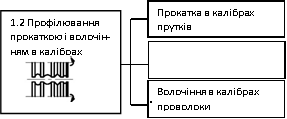 1.2 Профілювання
прокаткою і волочін-
ням в калібрах
Прокатка в калібрах
прутків
Волочіння в калібрах
проволоки